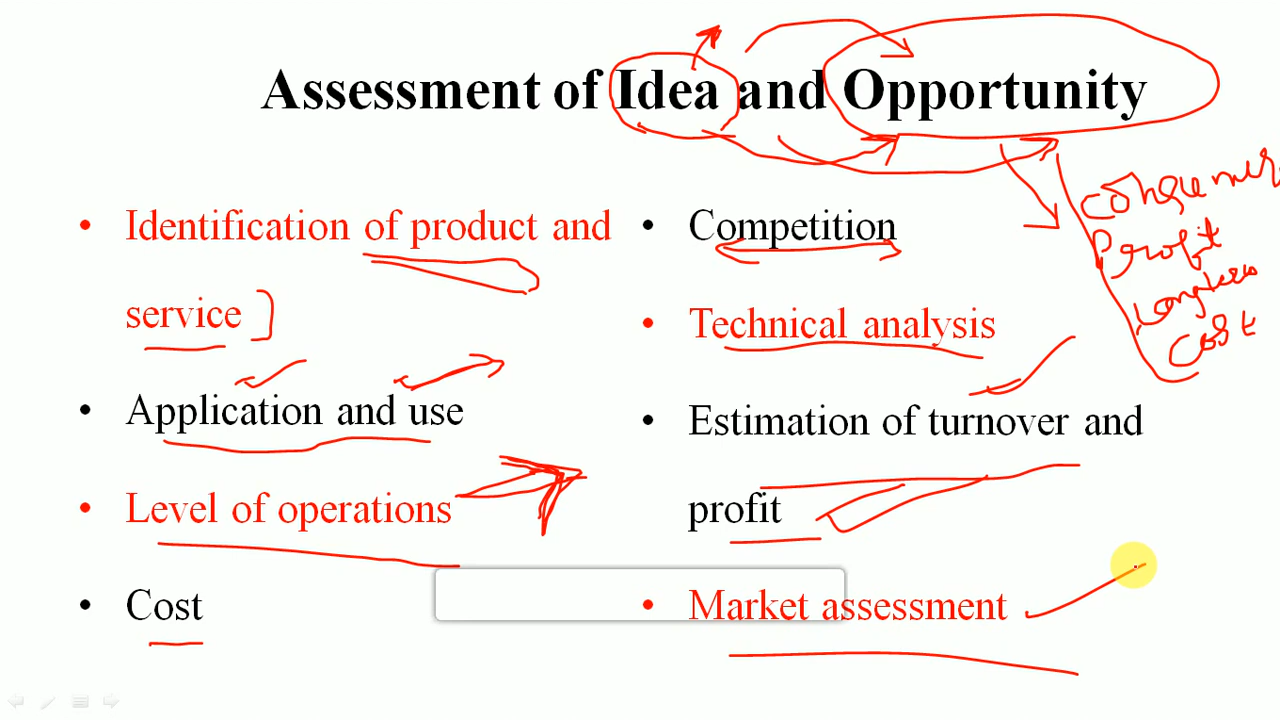 Assessment of Idea and Opportunity
• Identification of product and
service
• Application and use
• Level of operations
• Cost
• Competition
• Technical analysis
• Estimation of turnover and
profit
• Market assessment
Consumer
Profit
Cost